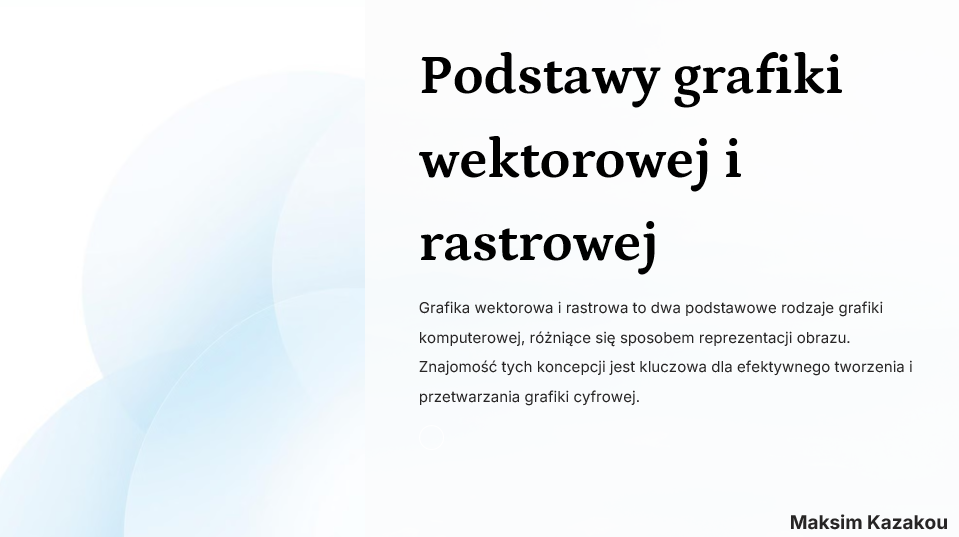 Podstawy grafiki
wektorowej i
rastrowej
Grafika wektorowa i rastrowa to dwa podstawowe rodzaje grafiki
komputerowej, różniące się sposobem reprezentacji obrazu.
Znajomość tych koncepcji jest kluczowa dla efektywnego tworzenia i
przetwarzania grafiki cyfrowej.
Maksim Kazakou